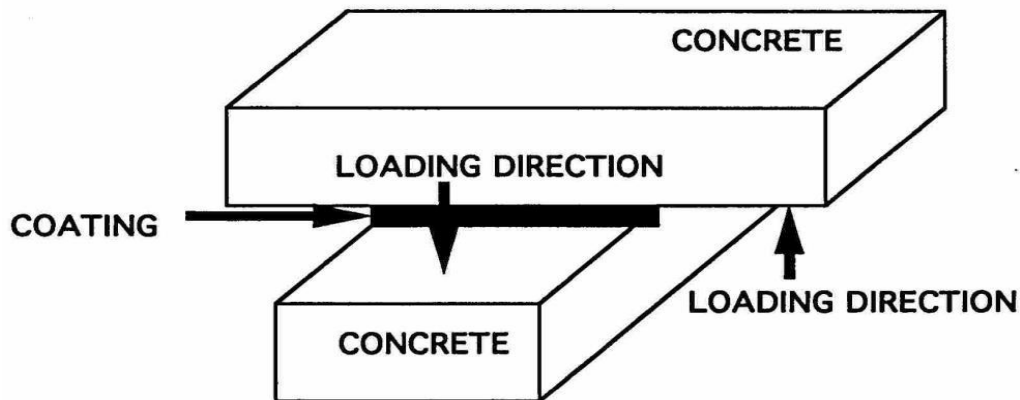 CONCRETE
LOADING DIRECTION
COATING
LOADING DIRECTION
CONCRETE